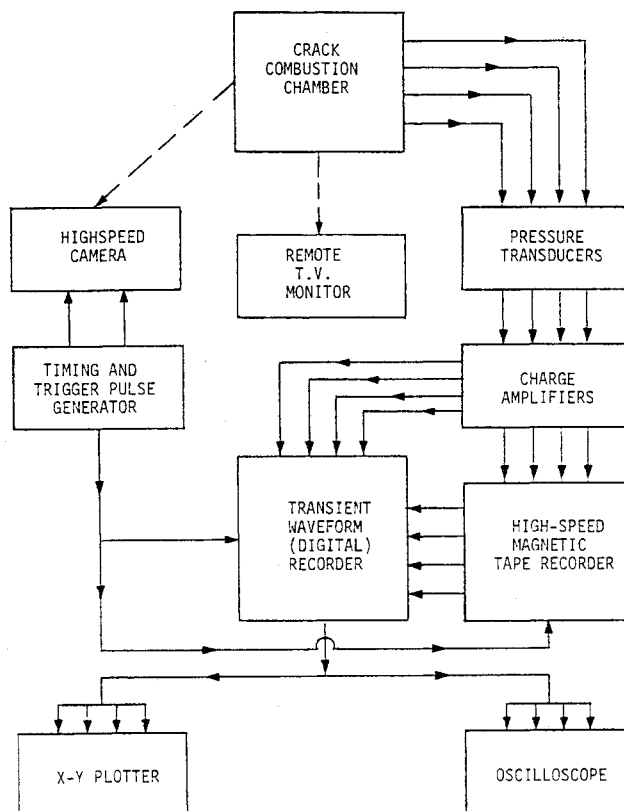 CRACK
COMBUSTION
CHAMBER
HIGHSPEED
CAMERA
REMOTE
T.V.
MONITOR
PRESSURE
TRANSDUCERS
TIMING AND
TRIGGER PULSE
GENERATOR
CHARGE
AMPLIFIERS
TRANSIENT
WAVEFORM
(DIGITAL)
RECORDER
HIGH-SPEED
MAGNETIC
TAPE RECORDER
X-Y PLOTTER
OSCILLOSCOPE